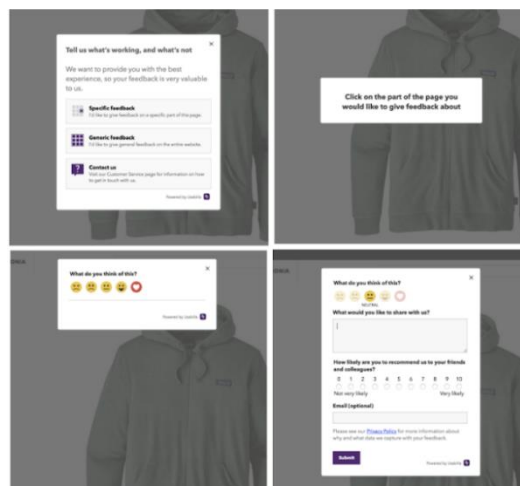 Tell us what's working, and what's not
We want to provide you with the best
experience, so your feedback is very valuable
to us.
Specific feedback
I'd like to give feedback on a specific part of the page.
Generic feedback
I'd like to give general feedback on the entire website.
Contact us
Visit our Customer Service page for information on how
to get in touch with us.
Powered by Usabilla
Click on the part of the page you
would like to give feedback about
What do you think of this?
Powered by Usabilla
What do you think of this?
NEUTRAL
What would you like to share with us?
How likely are you to recommend us to your friends
and colleagues?
0 1 2 3 4 5 6 7 8 9 10
Not very likely Very likely
Email (optional)
Please see our Privacy Policy for more information about
why and what data we capture with your feedback.
Submit
Powered by Usabilla